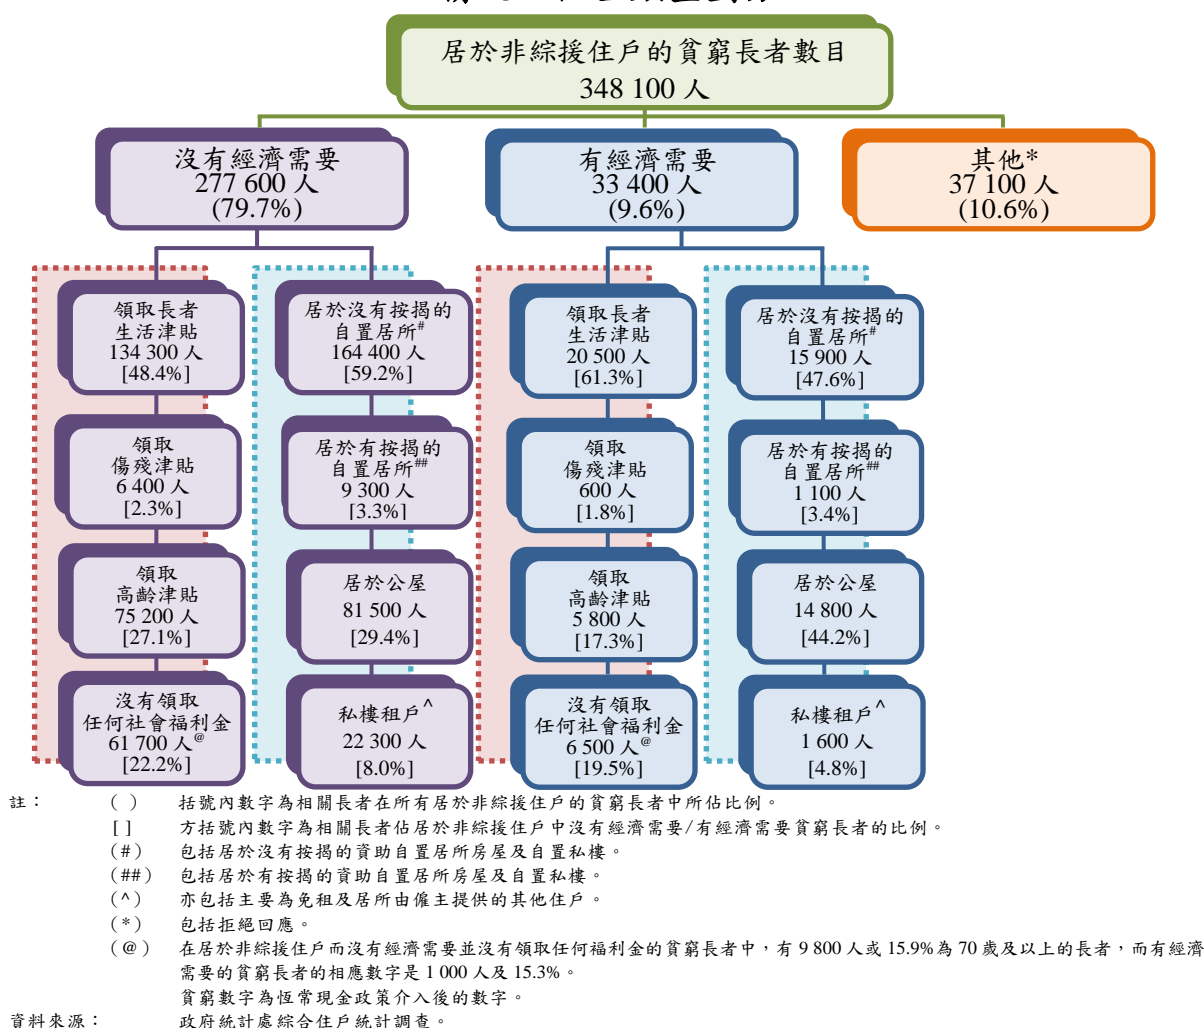 居於非綜援住戶的貧窮長者數目
348 100 人
沒有經濟需要
277 600 人
(79.7%)
有經濟需要
33 400 人
(9.6%)
其他*
37 100 人
(10.6%)
領取長者
生活津貼
134 300 人
[48.4%]
領取
傷殘津貼
6 400 人
[2.3%]
領取
高齡津貼
75 200 人
[27.1%]
沒有領取
任何社會福利金
61 700 人@
[22.2%]
居於沒有按揭的
自置居所#
164 400 人
[59.2%]
居於有按揭的
自置居所##
9 300 人
[3.3%]
居於公屋
81 500 人
[29.4%]
私樓租戶^
22 300 人
[8.0%]
領取長者
生活津貼
20 500 人
[61.3%]
領取
傷殘津貼
600 人
[1.8%]
領取
高齡津貼
5 800 人
[17.3%]
沒有領取
任何社會福利金
6 500 人@
[19.5%]
居於沒有按揭的
自置居所#
15 900 人
[47.6%]
居於有按揭的
自置居所##
1 100 人
[3.4%]
居於公屋
14 800 人
[44.2%]
私樓租戶^
1 600 人
[4.8%]
註： ( ) 括號內數字為相關長者在所有居於非綜援住戶的貧窮長者中所佔比例。
[ ] 方括號內數字為相關長者佔居於非綜援住戶中沒有經濟需要/有經濟需要貧窮長者的比例。
(#) 包括居於沒有按揭的資助自置居所房屋及自置私樓。
(##) 包括居於有按揭的資助自置居所房屋及自置私樓。
(^) 亦包括主要為免租及居所由僱主提供的其他住戶。
(*) 包括拒絕回應。
(@) 在居於非綜援住戶而沒有經濟需要並沒有領取任何福利金的貧窮長者中，有 9 800 人或 15.9%為 70 歲及以上的長者，而有經濟
需要的貧窮長者的相應數字是 1 000 人及 15.3%。
貧窮數字為恆常現金政策介入後的數字。
資料來源： 政府統計處綜合住戶統計調查。